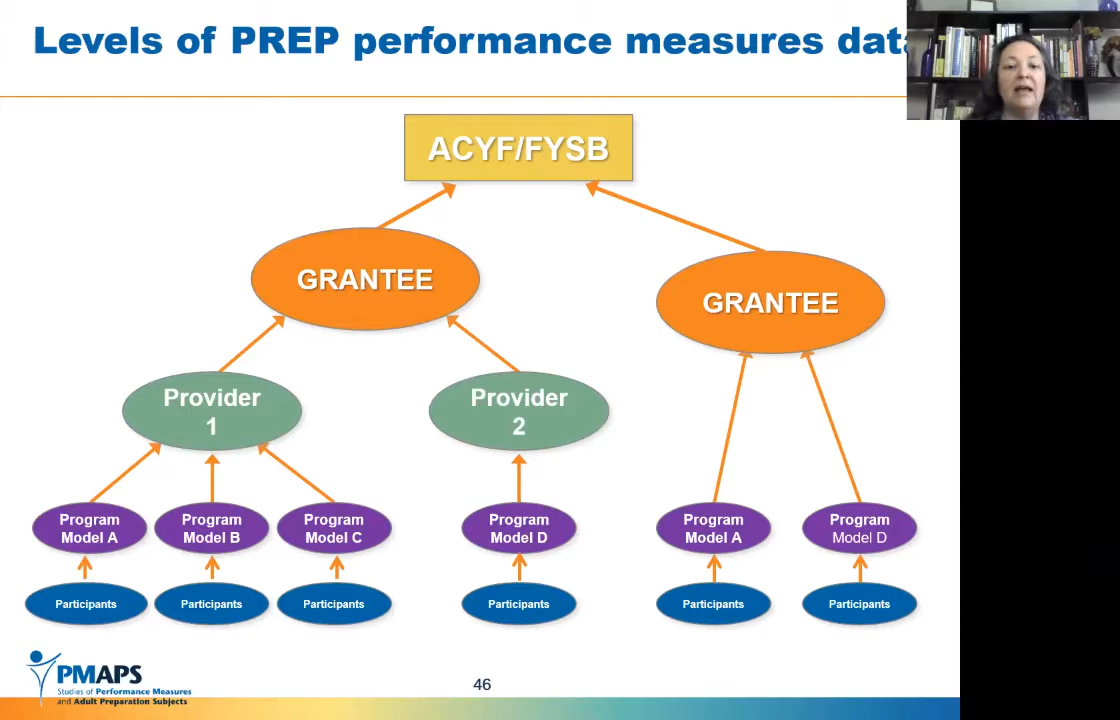 Levels of PREP performance measures data
ACYF/FYSB
GRANTEE
GRANTEE
Provider
1
Provider
2
Program
Model A
Program
Model B
Program
Model C
Program
Model D
Program
Model A
Program
Model D
Participants
Participants
Participants
Participants
Participants
Participants
PMAPS
Studies of Performance Measures
and Adult Preparation Subjects
46